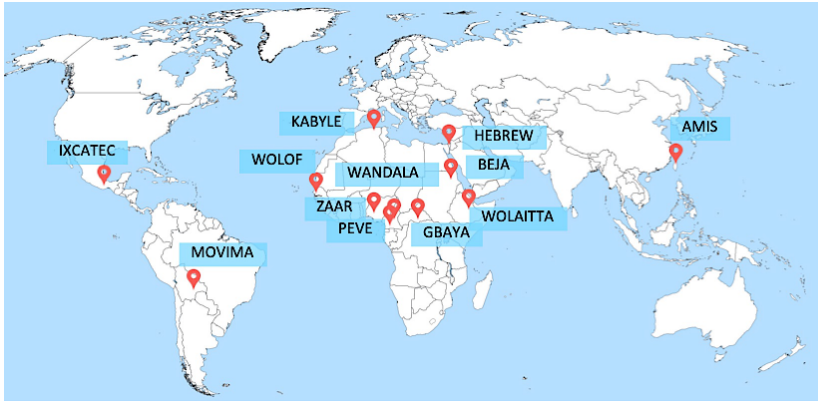 KABYLE
HEBREW
AMIS
IXCATEC
WOLOF
WANDALA
BEJA
ZAAR
WOLAITTA
PEVE
GBAYA
MOVIMA